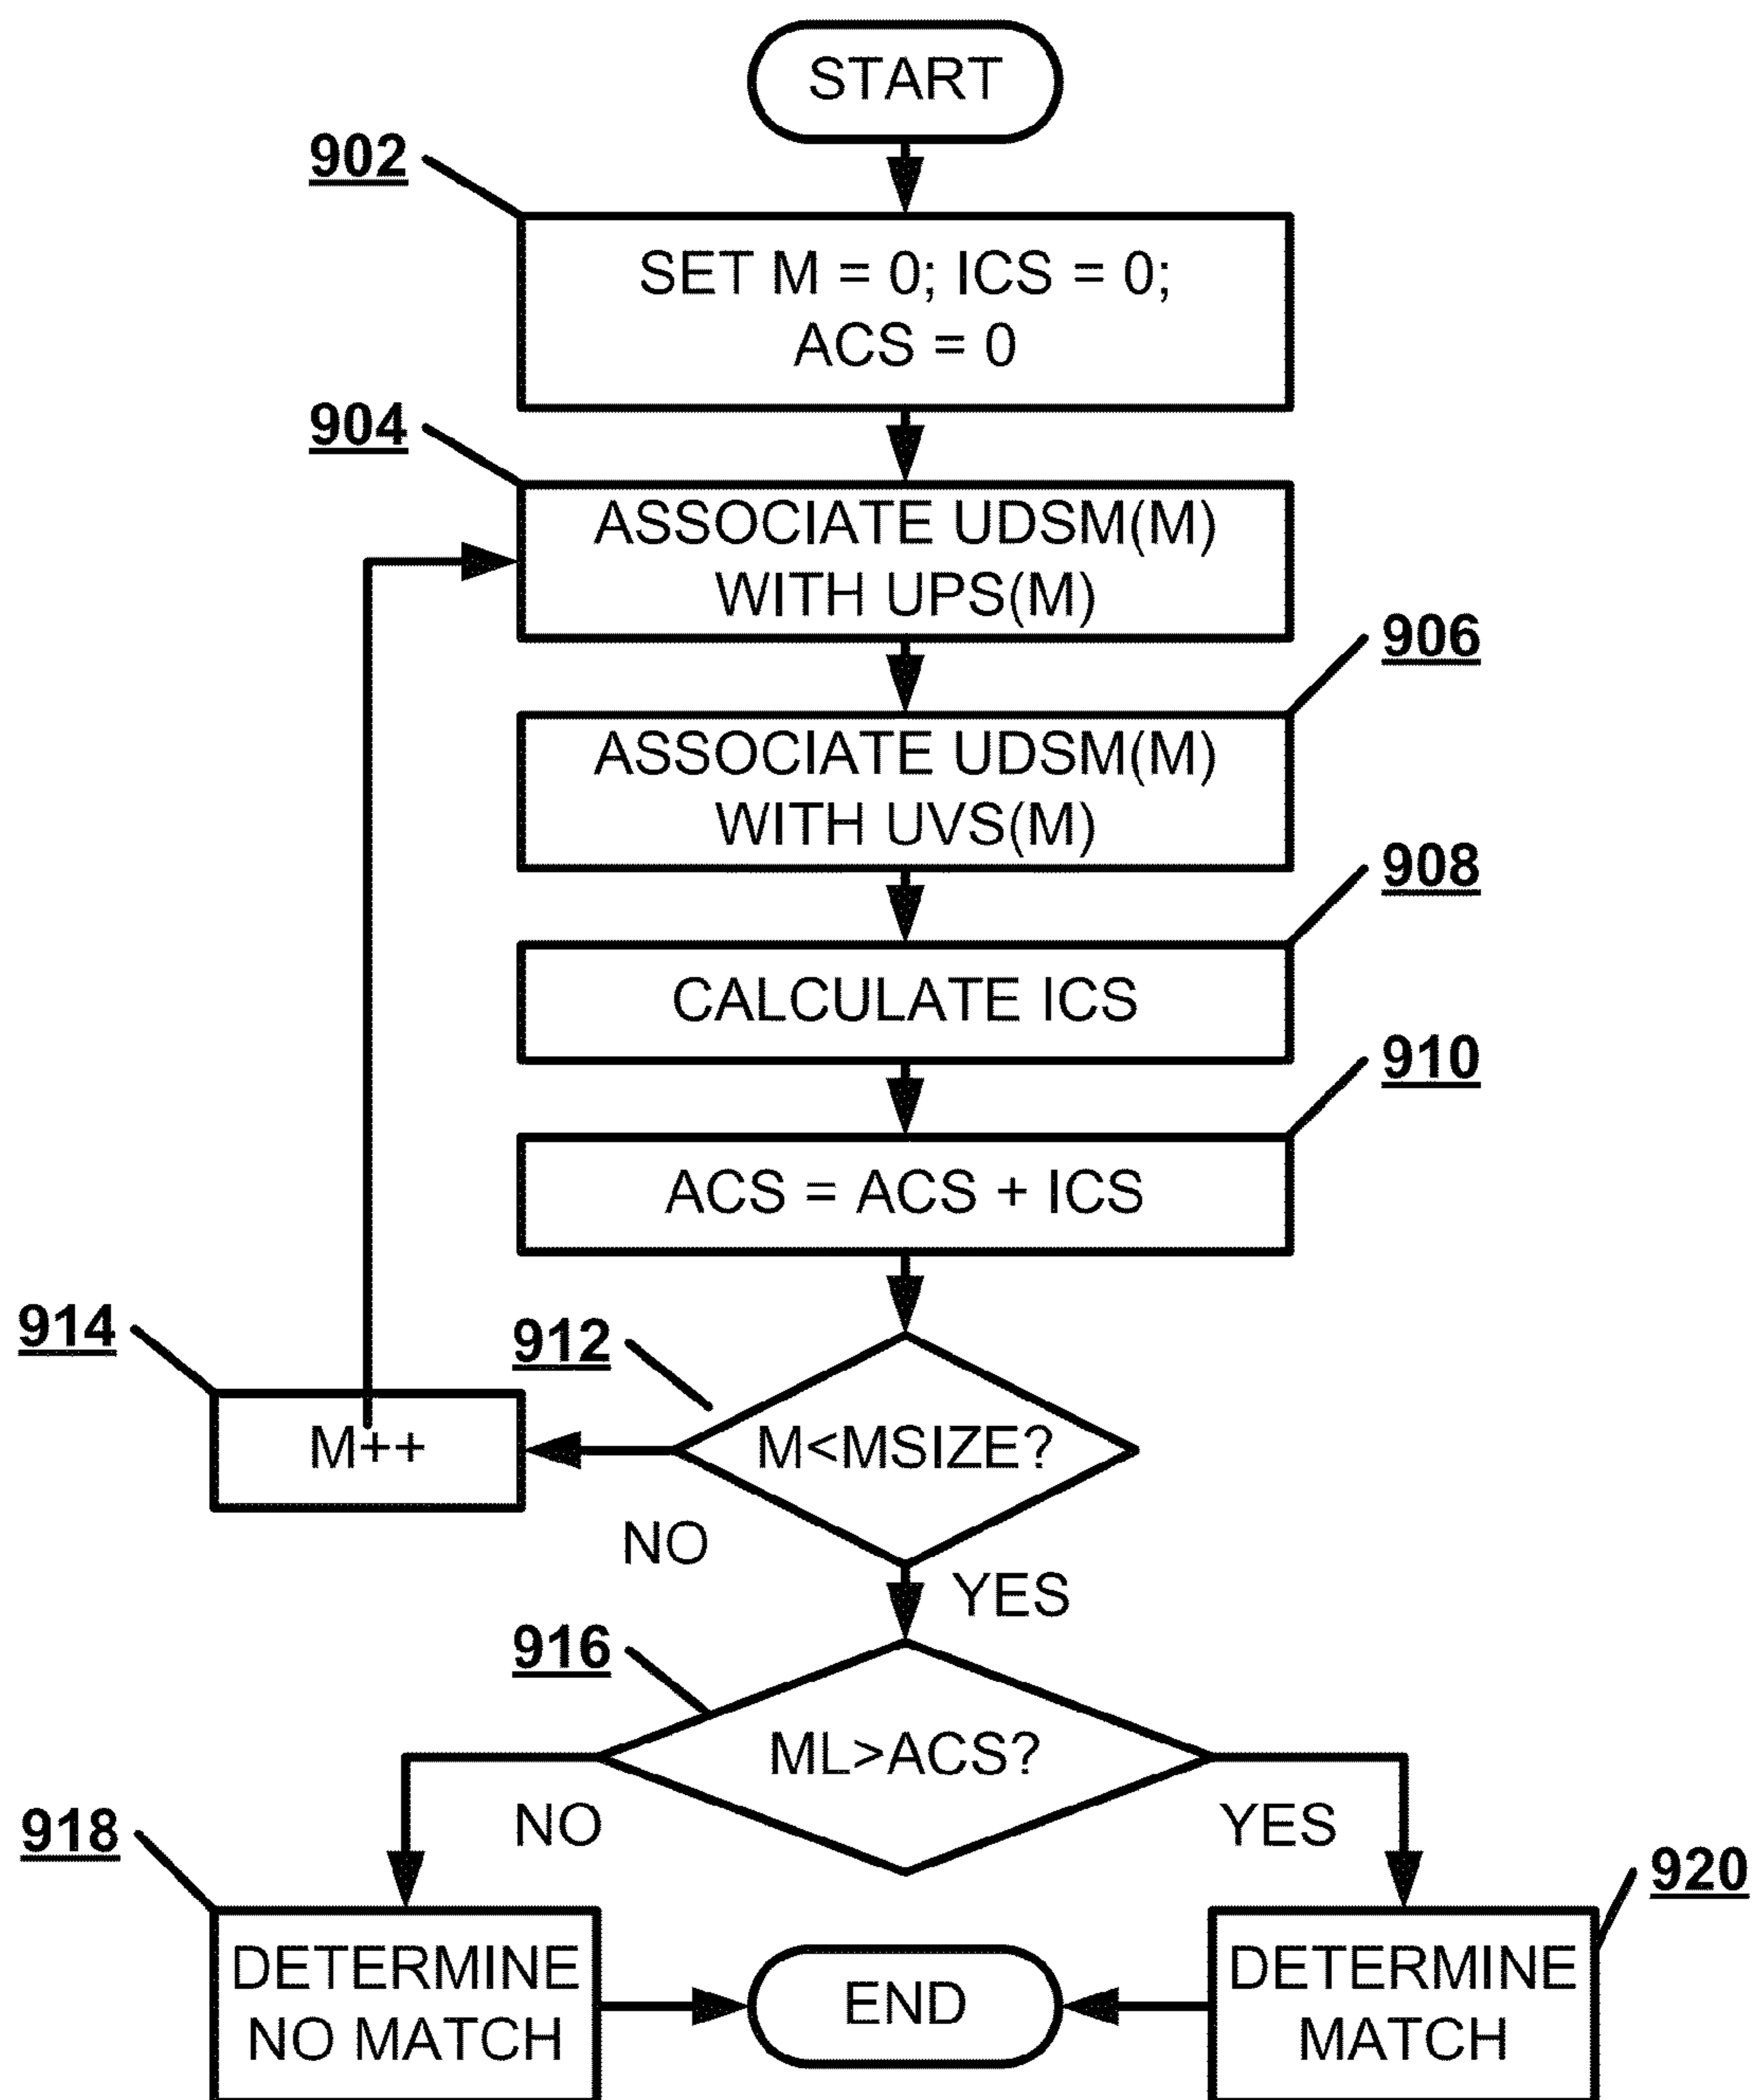 START
902
SET M = 0; ICS = 0;
ACS = 0
904
ASSOCIATE UDSM(M)
WITH UPS(M)
906
ASSOCIATE UDSM(M)
WITH UVS(M)
908
CALCULATE ICS
910
ACS = ACS + ICS
914
912
M++
M<MSIZE?
NO
YES
916
ML>ACS?
NO
YES
918
920
DETERMINE
NO MATCH
END
DETERMINE
MATCH